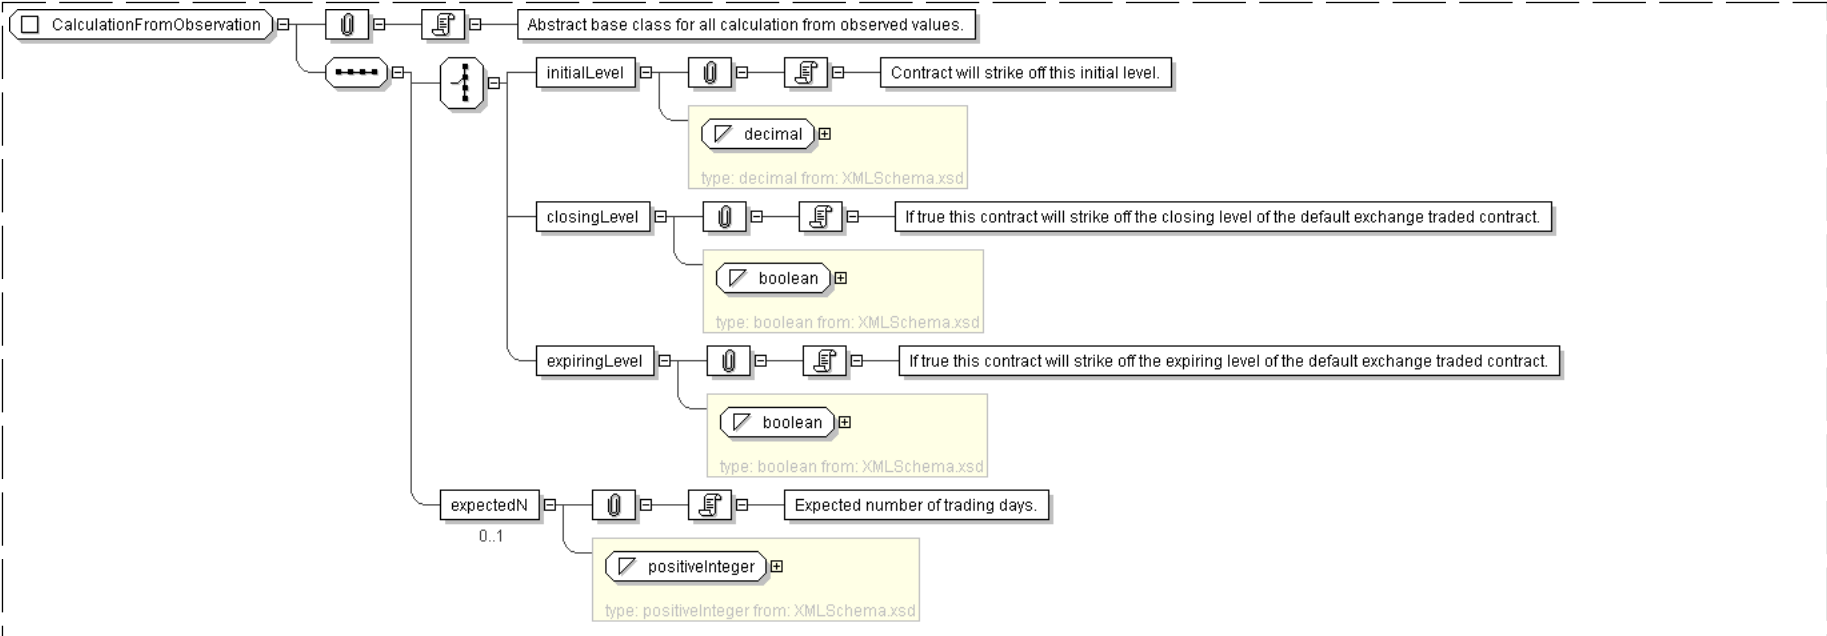 CalculationFromObservation
Abstract base class for all calculation from observed values.
initialLevel
Contract will strike off this initial level.
decimal
type: decimal from: XMLSchema.xsd
closingLevel
If true this contract will strike off the closing level of the default exchange traded contract.
boolean
type: boolean from: XMLSchema.xsd
expiringLevel
If true this contract will strike off the expiring level of the default exchange traded contract.
boolean
type: boolean from: XMLSchema.xsd
expectedN
Expected number of trading days.
0..1
positiveInteger
type: positiveInteger from: XMLSchema.xsd